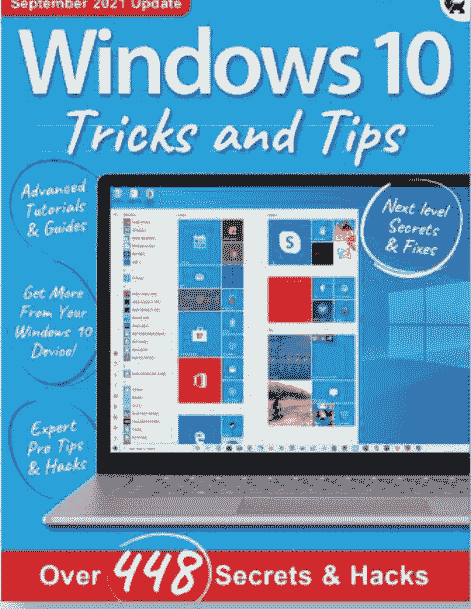 September 2021 Update
Windows 10
Tricks and Tips
Advanced
Tutorials
& Guides
Next level
Secrets
& Fixes
Get More
From Your
Windows 10
Device!
Expert
Pro Tips
& Hacks
Over 448 Secrets & Hacks